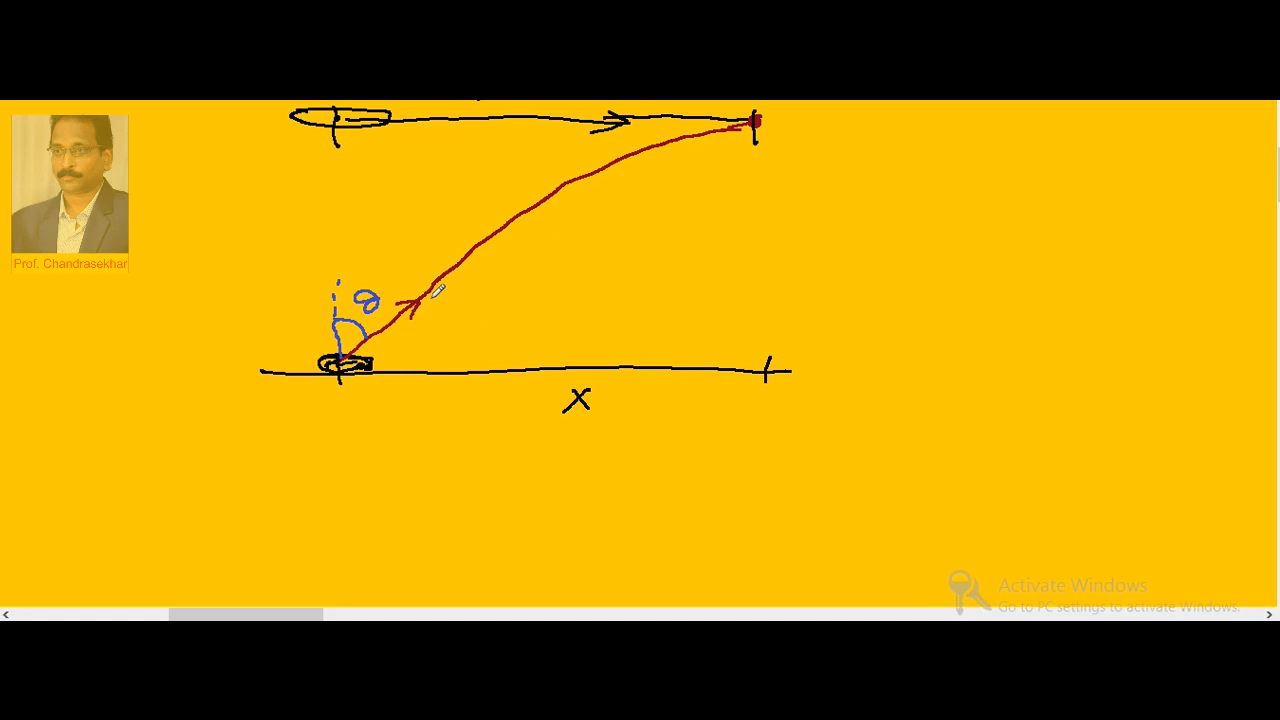 Prof. Chandrasekhar
θ
x
Activate Windows
Go to PC settings to activate Windows.